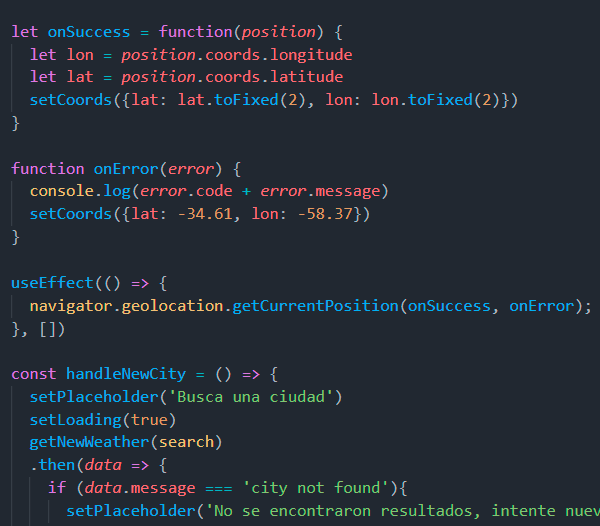 let onSuccess = function(position) {
let lon = position.coords.longitude
let lat = position.coords.latitude
setCoords({lat: lat.toFixed(2), lon: lon.toFixed(2)})
}
function onError(error) {
console.log(error.code + error.message)
setCoords({lat: -34.61, lon: -58.37})
}
useEffect(() => {
navigator.geolocation.getCurrentPosition(onSuccess, onError);
}, [])
const handleNewCity = () => {
setPlaceholder('Busca una ciudad')
setLoading(true)
getNewWeather(search)
.then(data => {
if (data.message === 'city not found'){
setPlaceholder('No se encontraron resultados, intente nuev